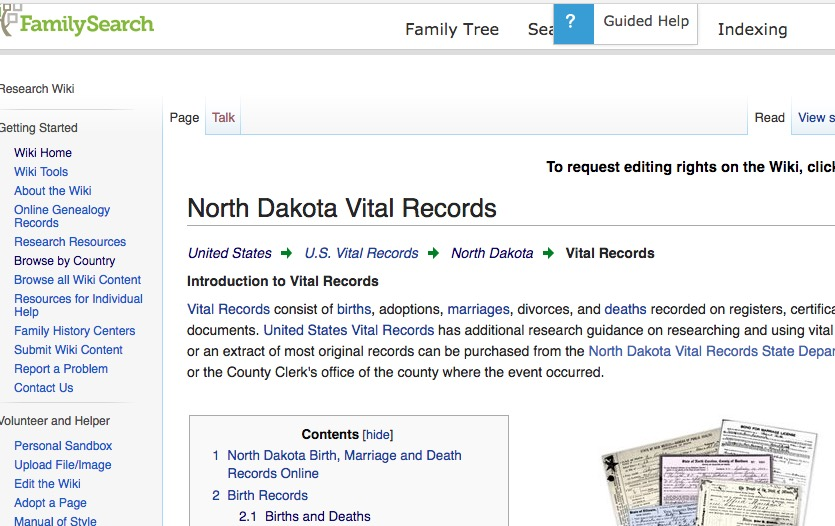 FamilySearch
Family Tree
Sea
?
Guided Help
Indexing
Research Wiki
Getting Started
Wiki Home
Wiki Tools
About the Wiki
Online Genealogy
Records
Research Resources
Browse by Country
Browse all Wiki Content
Resources for Individual
Help
Family History Centers
Submit Wiki Content
Report a Problem
Contact Us
Volunteer and Helper
Personal Sandbox
Upload File/Image
Edit the Wiki
Adopt a Page
Manual of Style
Page Talk
Read View s
To request editing rights on the Wiki, click
North Dakota Vital Records
United States → U.S. Vital Records → North Dakota → Vital Records
Introduction to Vital Records
Vital Records consist of births, adoptions, marriages, divorces, and deaths recorded on registers, certifica
documents. United States Vital Records has additional research guidance on researching and using vital
or an extract of most original records can be purchased from the North Dakota Vital Records State Depar
or the County Clerk's office of the county where the event occurred.
Contents [hide]
1 North Dakota Birth, Marriage and Death
Records Online
2 Birth Records
2.1 Births and Deaths